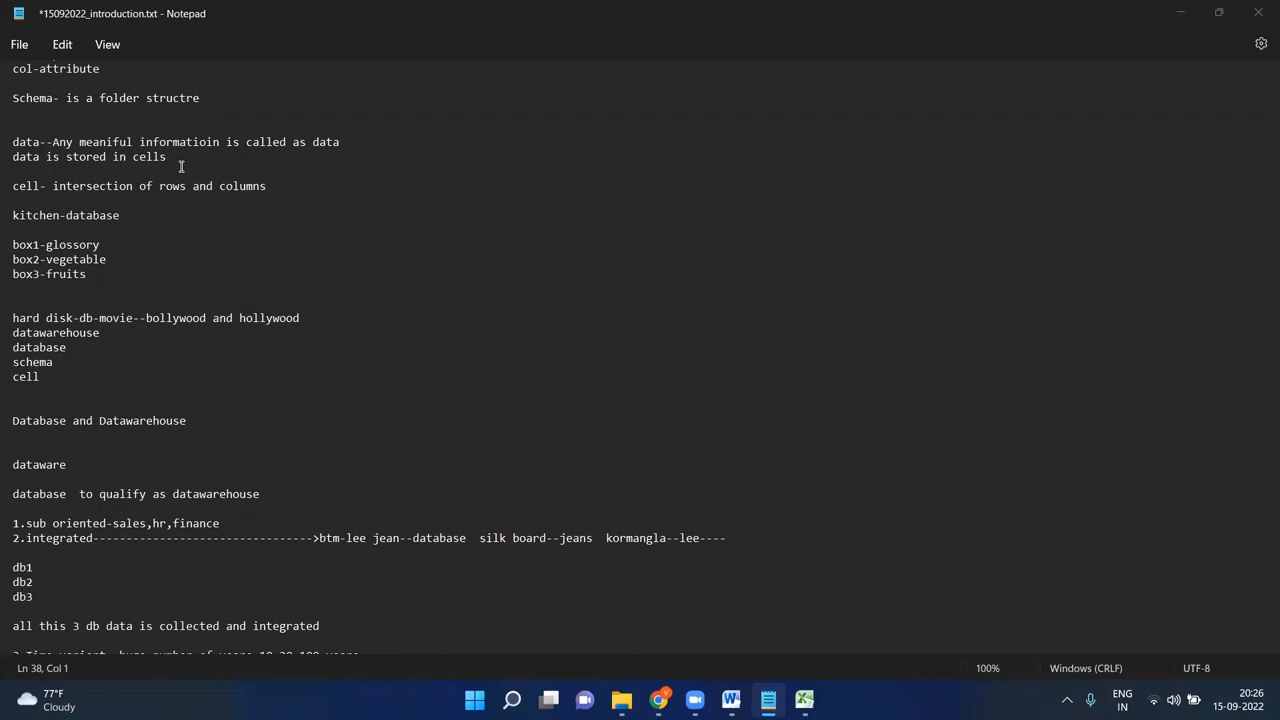 *15092022_introduction.txt - Notepad
File Edit View
col-attribute
Schema- is a folder structre
data--Any meaniful informatioin is called as data
data is stored in cells
cell- intersection of rows and columns
kitchen-database
box1-glossory
box2-vegetable
box3-fruits
hard disk-db-movie--bollywood and hollywood
datawarehouse
database
schema
cell
Database and Datawarehouse
dataware
database  to qualify as datawarehouse
1.sub oriented-sales,hr,finance
2.integrated--------------------------------->btm-lee jean--database  silk board--jeans  kormangla--lee----
db1
db2
db3
all this 3 db data is collected and integrated
Ln 38, Col 1
100%
Windows (CRLF)
UTF-8
77°F
Cloudy
ENG
IN
20:26
15-09-2022